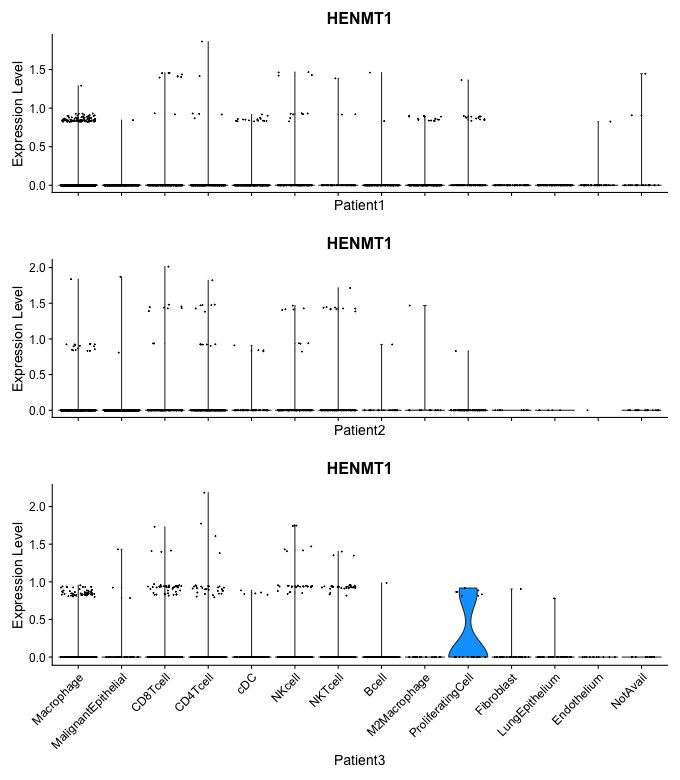 HENMT1
Expression Level
1.5
1.0
0.5
0.0
Patient1
HENMT1
Expression Level
2.0
1.5
1.0
0.5
0.0
Patient2
HENMT1
Expression Level
2.0
1.5
1.0
0.5
0.0
Macrophage
MalignantEpithelial
CD8Tcell
CD4Tcell
cDC
NKcell
NKTcell
Bcell
M2Macrophage
ProliferatingCell
Fibroblast
LungEpithelium
Endothelium
NotAvail
Patient3